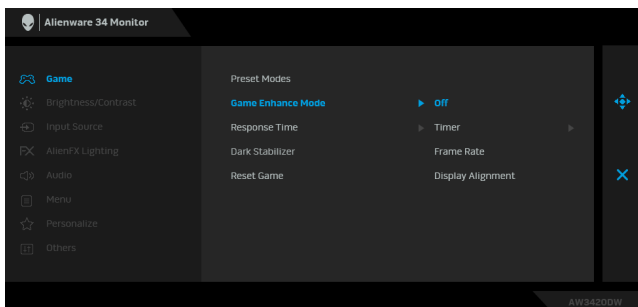 Alienware 34 Monitor
Game
Brightness/Contrast
Input Source
AlienFX Lighting
Audio
Menu
Personalize
Others
Preset Modes
Game Enhance Mode
Response Time
Dark Stabilizer
Reset Game
Off
Timer
Frame Rate
Display Alignment
AW3420DW